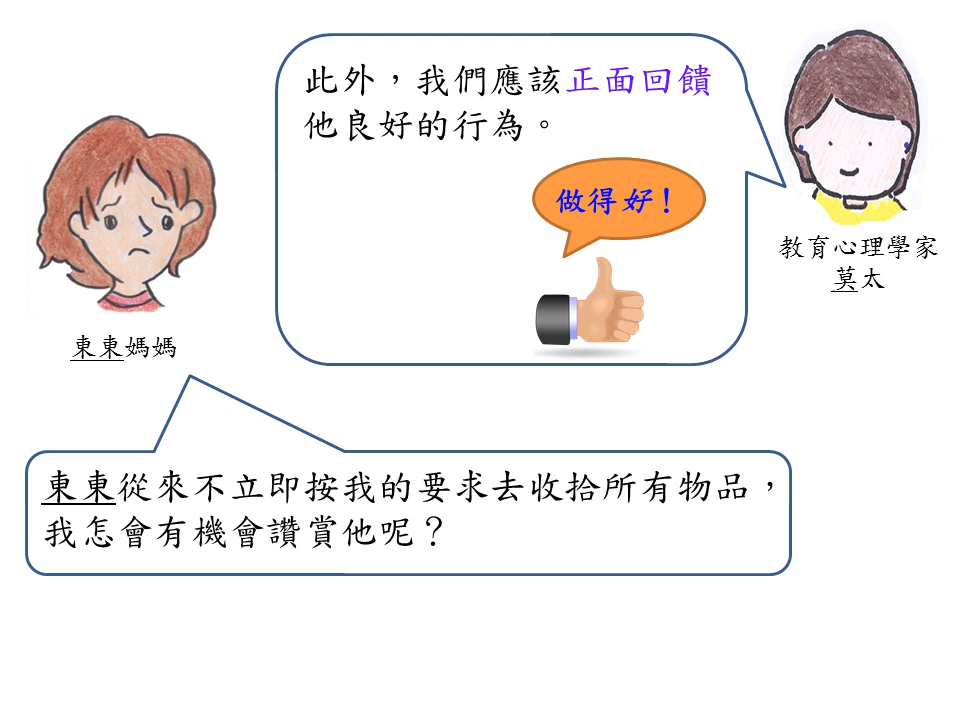 此外，我們應該正面回饋
他良好的行為。
做得好！
教育心理學家
莫太
東東媽媽
東東從來不立即按我的要求去收拾所有物品，
我怎會有機會讚賞他呢？